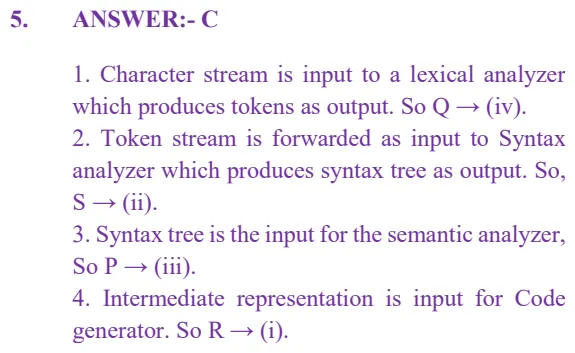 5. ANSWER:- C
1. Character stream is input to a lexical analyzer
which produces tokens as output. So Q → (iv).
2. Token stream is forwarded as input to Syntax
analyzer which produces syntax tree as output. So,
S → (ii).
3. Syntax tree is the input for the semantic analyzer,
So P → (iii).
4. Intermediate representation is input for Code
generator. So R → (i).